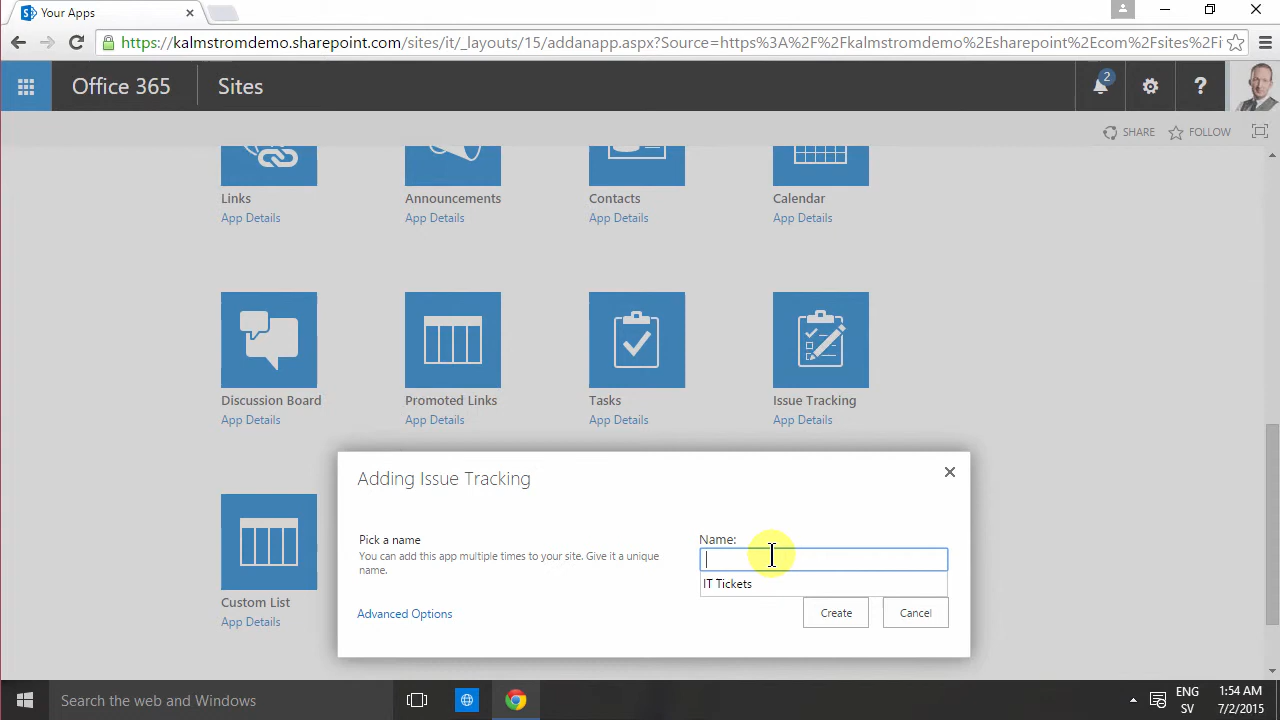 Your Apps
https://kalmstromdemo.sharepoint.com/sites/it/_layouts/15/addanapp.aspx?Source=https%3A%2F%2Fkalmstromdemo%2Esharepoint%2Ecom%2Fsites%2Fi
Office 365 Sites 2 ?
SHARE FOLLOW
Links Announcements Contacts Calendar
App Details App Details App Details App Details
Discussion Board Promoted Links Tasks Issue Tracking
App Details App Details App Details App Details
Adding Issue Tracking
Pick a name Name:
You can add this app multiple times to your site. Give it a unique
name.
IT Tickets
Advanced Options Create Cancel
Custom List
App Details
Search the web and Windows
ENG 1:54 AM
SV 7/2/2015